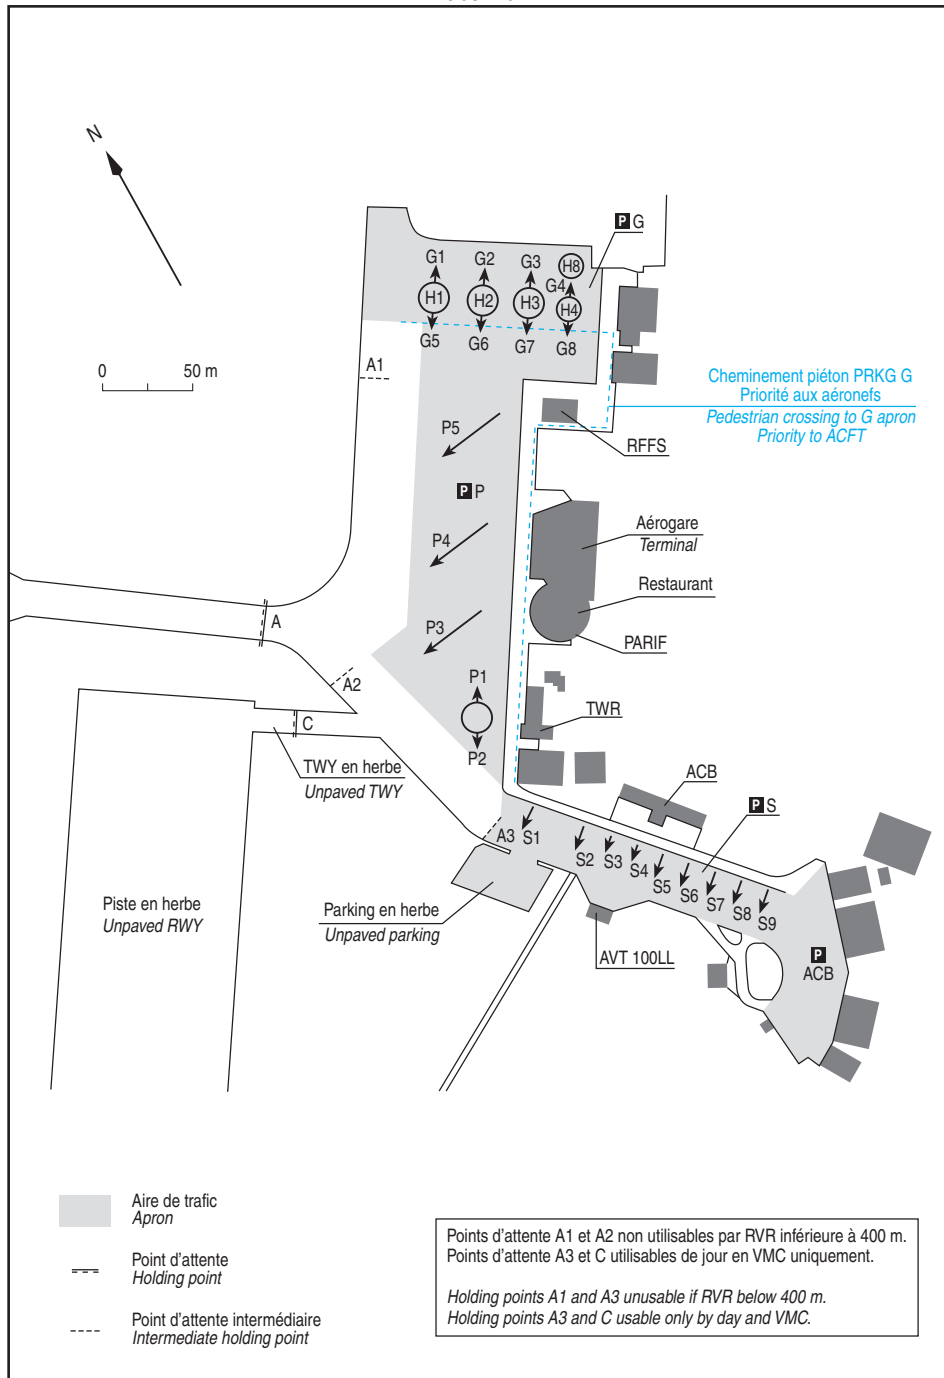 N
P G
G1
G2
G3
H8
G4
H1
H2
H3
H4
G5
G6
G7
G8
0
50 m
A1
Cheminement piéton PRKG G
Priorité aux aéronefs
Pedestrian crossing to G apron
Priority to ACFT
P5
RFFS
P P
Aérogare
Terminal
P4
Restaurant
A
P3
PARIF
A2
P1
C
TWR
TWY en herbe
Unpaved TWY
P2
ACB
P S
A3
S1
S2
S3
S4
S5
S6
S7
S8
S9
Piste en herbe
Unpaved RWY
Parking en herbe
Unpaved parking
AVT 100LL
P
ACB
Aire de trafic
Apron
Point d'attente
Holding point
Point d'attente intermédiaire
Intermediate holding point
Points d'attente A1 et A2 non utilisables par RVR inférieure à 400 m.
Points d'attente A3 et C utilisables de jour en VMC uniquement.
Holding points A1 and A3 unusable if RVR below 400 m.
Holding points A3 and C usable only by day and VMC.